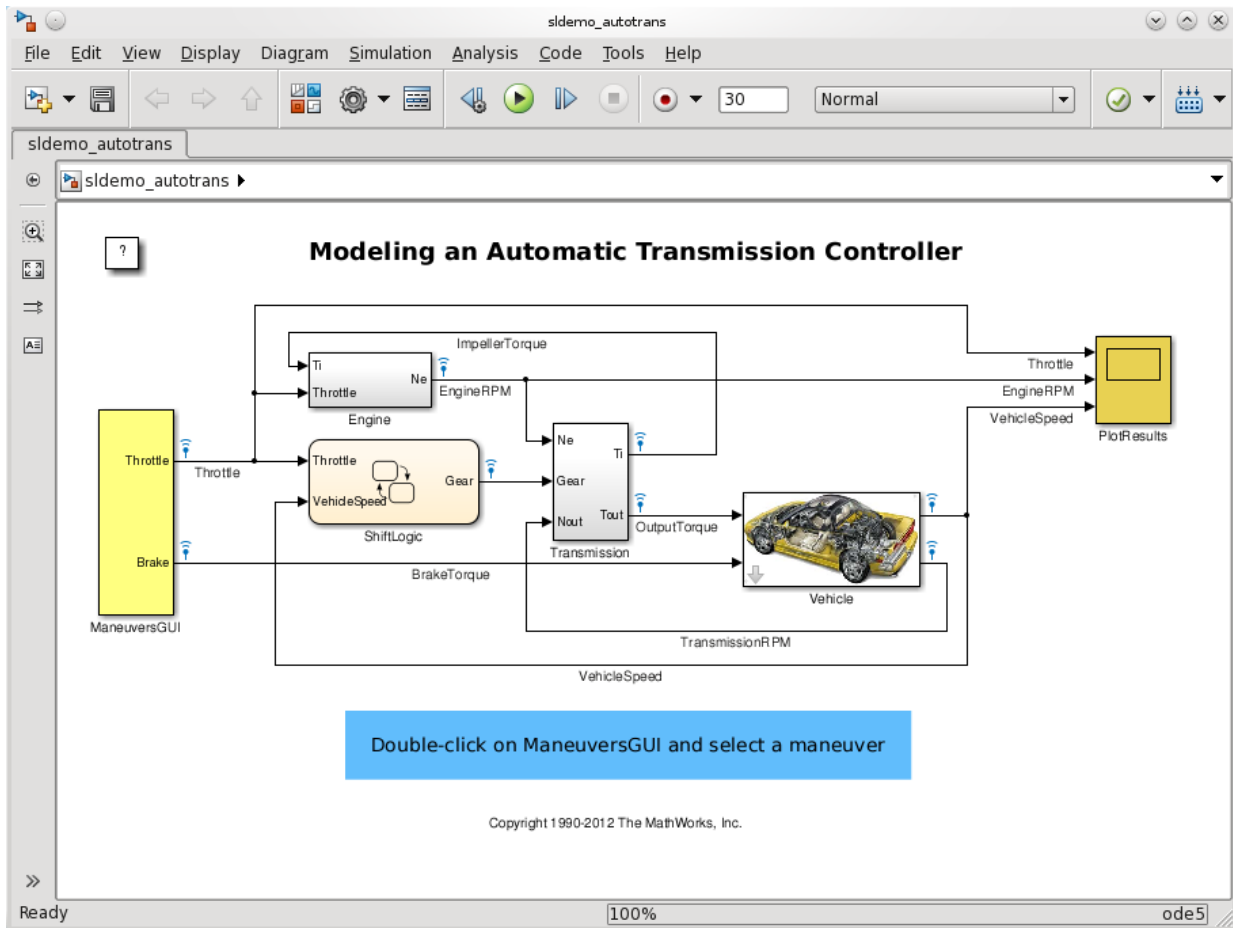 sldemo_autotrans
File Edit View Display Diagram Simulation Analysis Code Tools Help
30 Normal
sldemo_autotrans
sldemo_autotrans
?
Modeling an Automatic Transmission Controller
ImpellerTorque
Ti
Throttle
Ne
EngineRPM
Engine
Throttle
EngineRPM
VehicleSpeed
PlotResults
Throttle
Brake
ManeuversGUI
Throttle
Throttle
VehicleSpeed
Gear
ShiftLogic
Ne
Gear
Nout
Ti
Tout
Transmission
OutputTorque
BrakeTorque
Vehicle
TransmissionRPM
VehicleSpeed
Double-click on ManeuversGUI and select a maneuver
Copyright 1990-2012 The MathWorks, Inc.
Ready 100% ode5